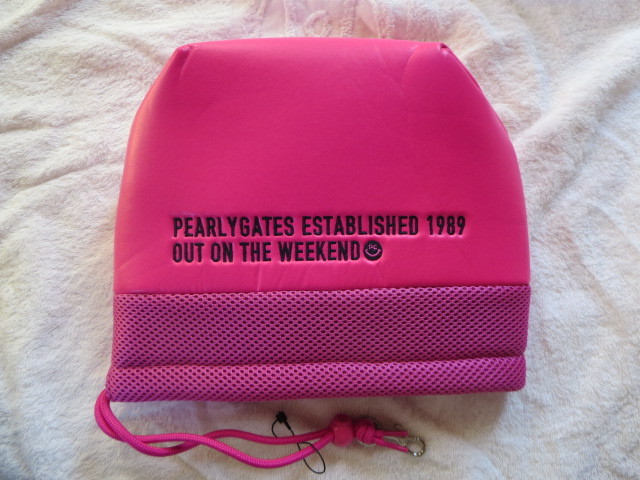 PEARLYGATES ESTABLISHED 1989
OUT ON THE WEEKEND